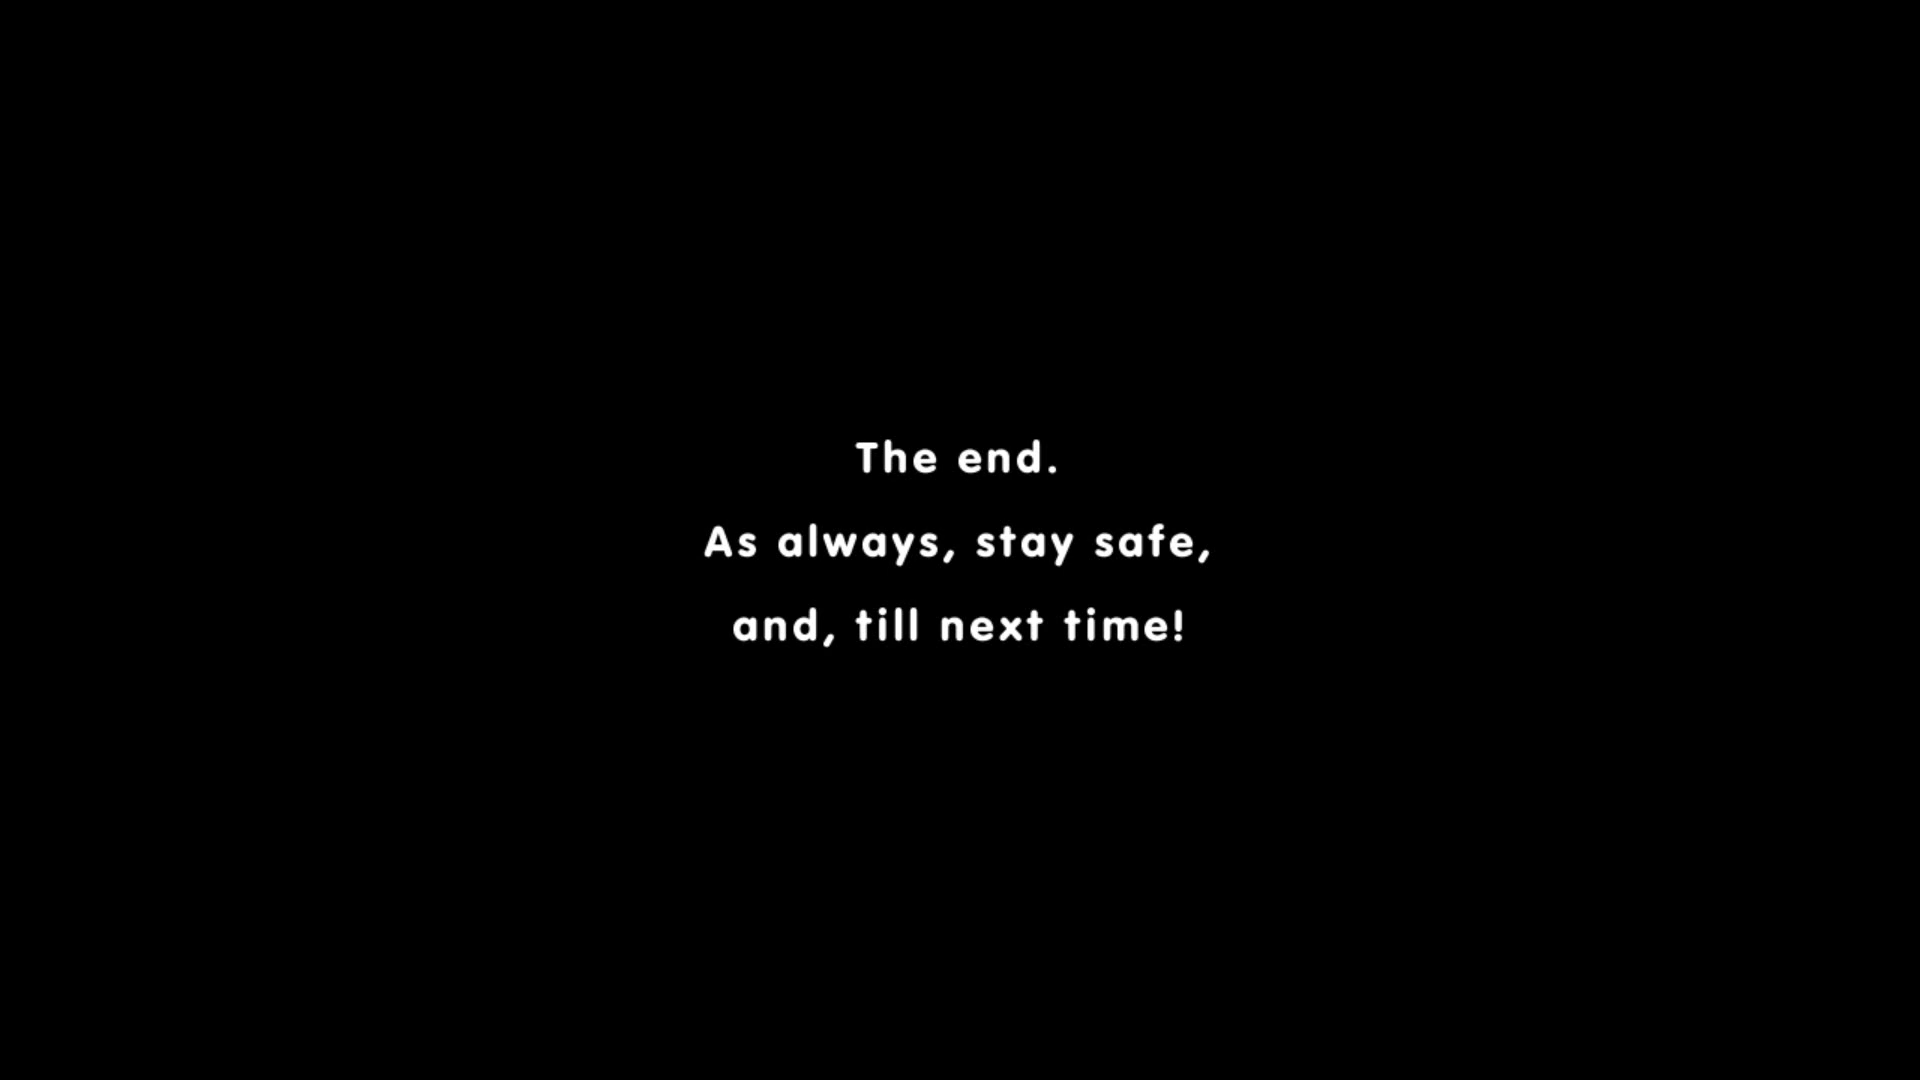 The end.
As always, stay safe,
and, till next time!